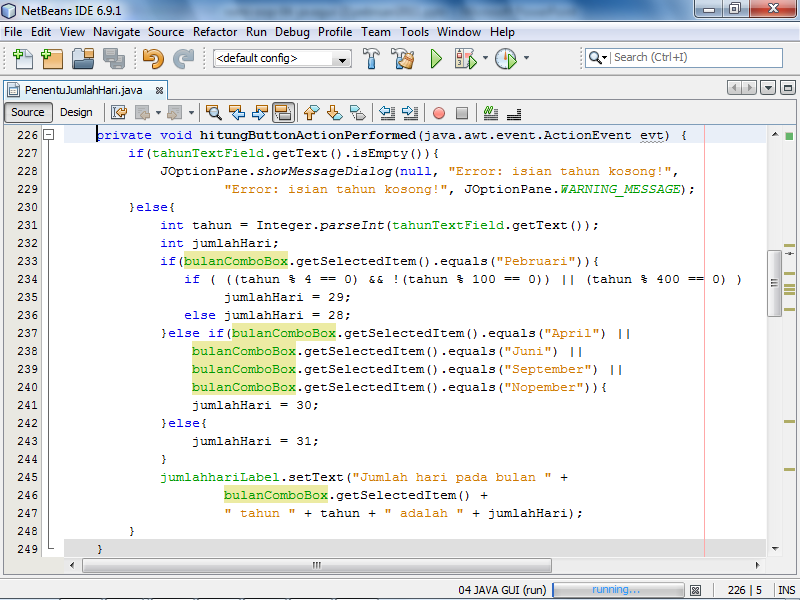 NetBeans IDE 6.9.1
File Edit View Navigate Source Refactor Run Debug Profile Team Tools Window Help
<default config> Search (Ctrl+I)
PenentuJumlahHari.java
Source Design
226 private void hitungButtonActionPerformed(java.awt.event.ActionEvent evt) {
227 if(tahunTextField.getText().isEmpty()){
228 JOptionPane.showMessageDialog(null, "Error: isian tahun kosong!",
229 "Error: isian tahun kosong!", JOptionPane.WARNING_MESSAGE);
230 }else{
231 int tahun = Integer.parseInt(tahunTextField.getText());
232 int jumlahHari;
233 if(bulanComboBox.getSelectedItem().equals("Pebruari")){
234 if ( ((tahun % 4 == 0) && !(tahun % 100 == 0)) || (tahun % 400 == 0) )
235 jumlahHari = 29;
236 else jumlahHari = 28;
237 }else if(bulanComboBox.getSelectedItem().equals("April") ||
238 bulanComboBox.getSelectedItem().equals("Juni") ||
239 bulanComboBox.getSelectedItem().equals("September") ||
240 bulanComboBox.getSelectedItem().equals("Nopember")){
241 jumlahHari = 30;
242 }else{
243 jumlahHari = 31;
244 }
245 jumlahhariLabel.setText("Jumlah hari pada bulan " +
246 bulanComboBox.getSelectedItem() +
247 " tahun " + tahun + " adalah " + jumlahHari);
248 }
249 }
04 JAVA GUI (run) running... 226 | 5 INS